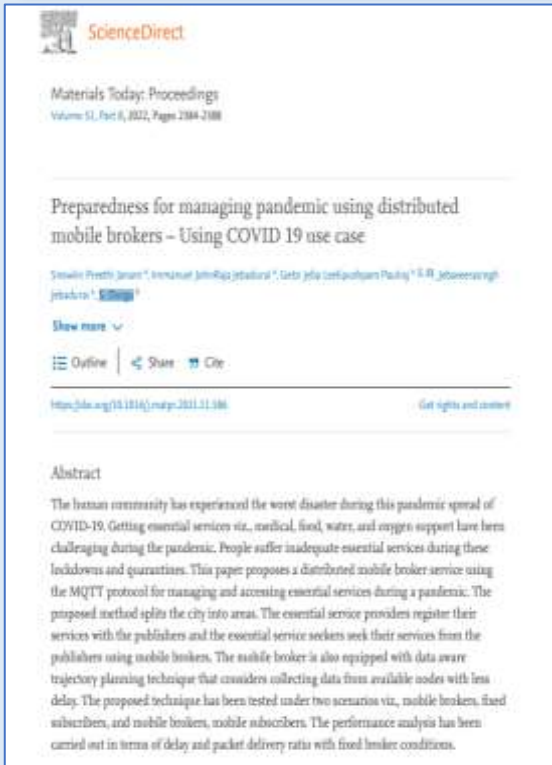 ScienceDirect
Materials Today: Proceedings
Volume 51, Part 8, 2022, Pages 2384-2388
Preparedness for managing pandemic using distributed
mobile brokers – Using COVID 19 use case
Preethi
Show more
Outline Share Cite
Get rights and content
Abstract
The human community has experienced the worst disaster during this pandemic spread of
COVID-19. Getting essential services viz., medical, food, water, and oxygen support have been
challenging during the pandemic. People suffer inadequate essential services during these
lockdowns and quarantines. This paper proposes a distributed mobile broker service using
the MQTT protocol for managing and accessing essential services during a pandemic. The
proposed method splits the city into areas. The essential service providers register their
services with the publishers and the essential service seekers seek their services from the
publishers using mobile brokers. The mobile broker is also equipped with data aware
trajectory planning technique that considers collecting data from available nodes with less
delay. The proposed technique has been tested under two scenarios viz., mobile brokers, fixed
subscribers, and mobile brokers, mobile subscribers. The performance analysis has been
carried out in terms of delay and packet delivery ratio with fixed broker conditions.